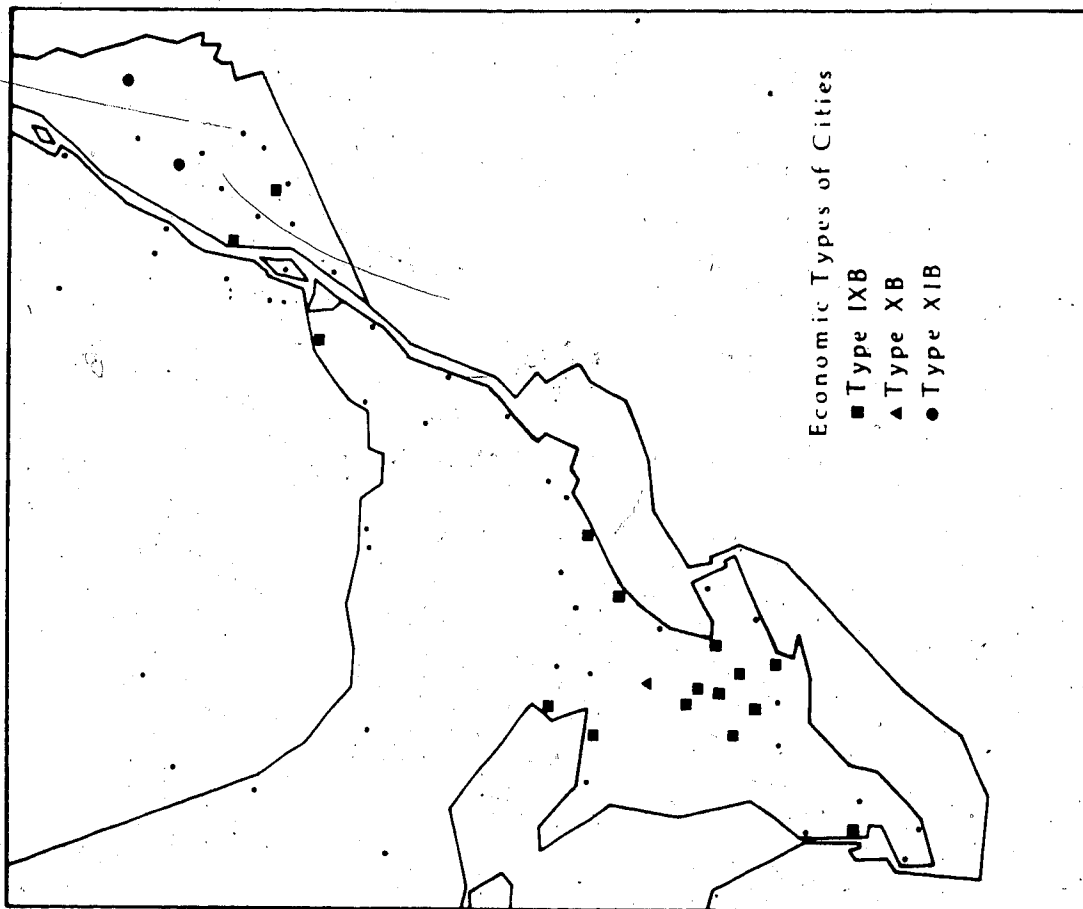 Economic Types of Cities
■ Type IXB
▲ Type XB
● Type XIB